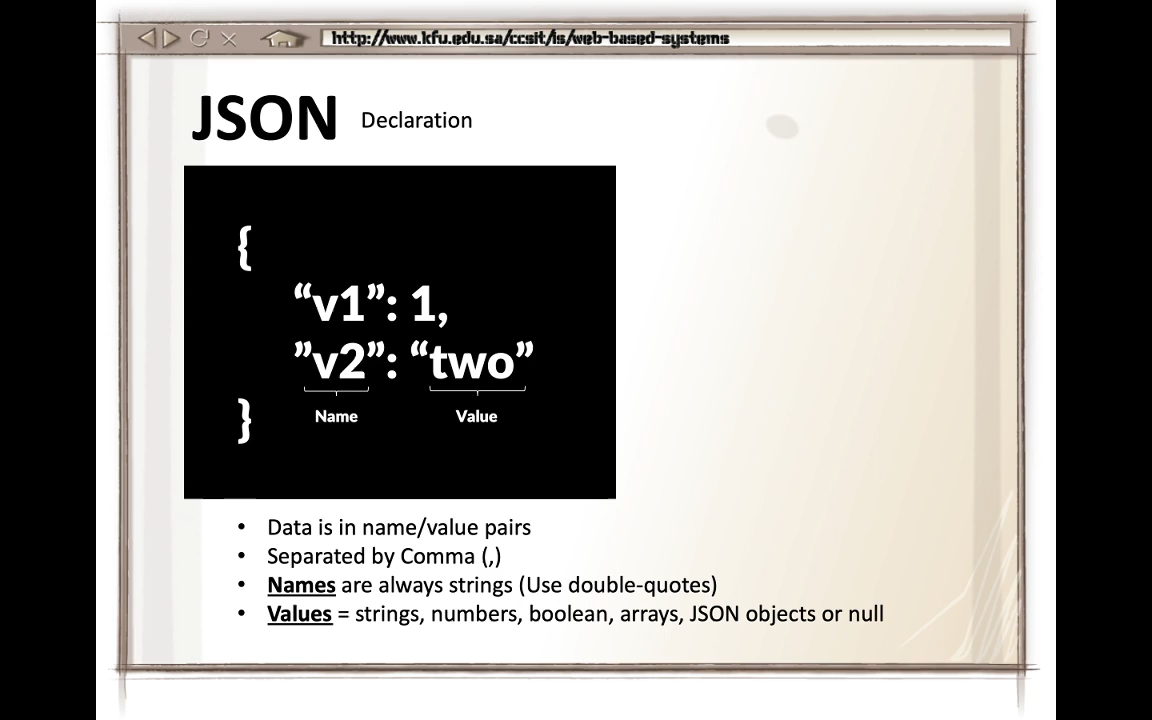 http://www.kfu.edu.sa/ccsit/is/web-based-systems
JSON Declaration
{
“v1”: 1,
”v2”: “two”
Name Value
}
• Data is in name/value pairs
• Separated by Comma (,)
• Names are always strings (Use double-quotes)
• Values = strings, numbers, boolean, arrays, JSON objects or null